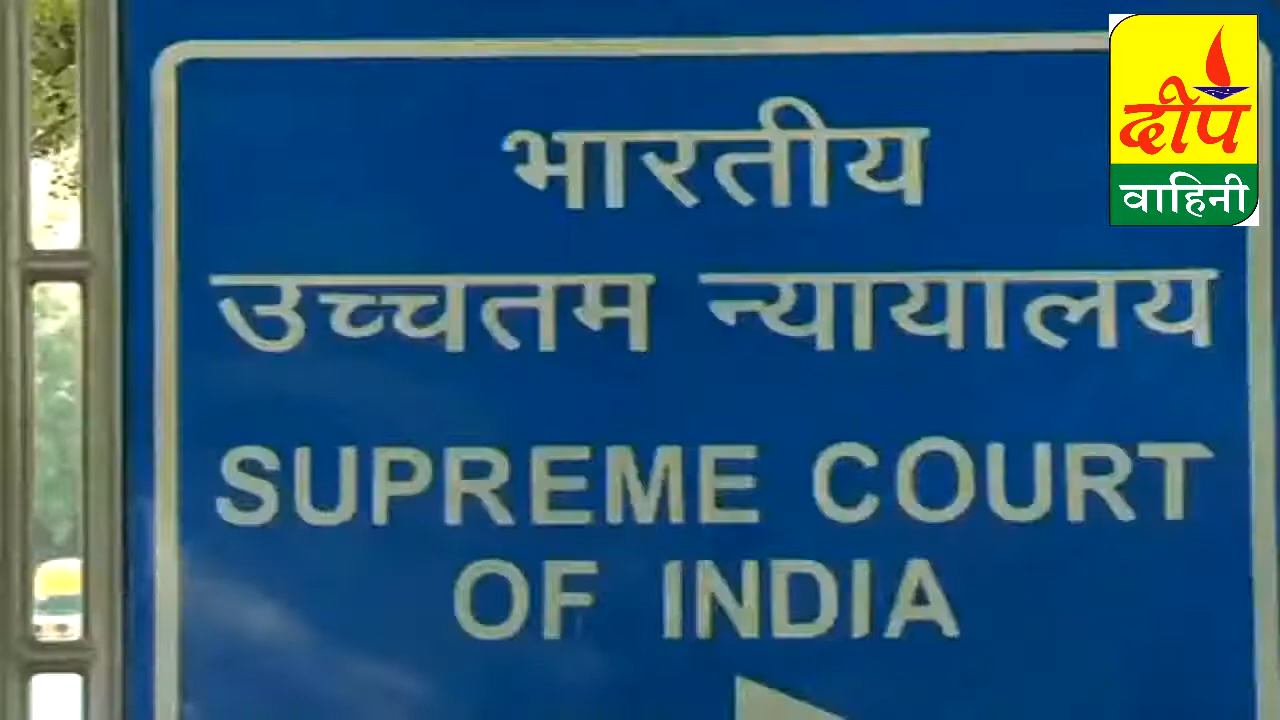 भारतीय
उच्चतम न्यायालय
SUPREME COURT
OF INDIA
दीप
वाहिनी